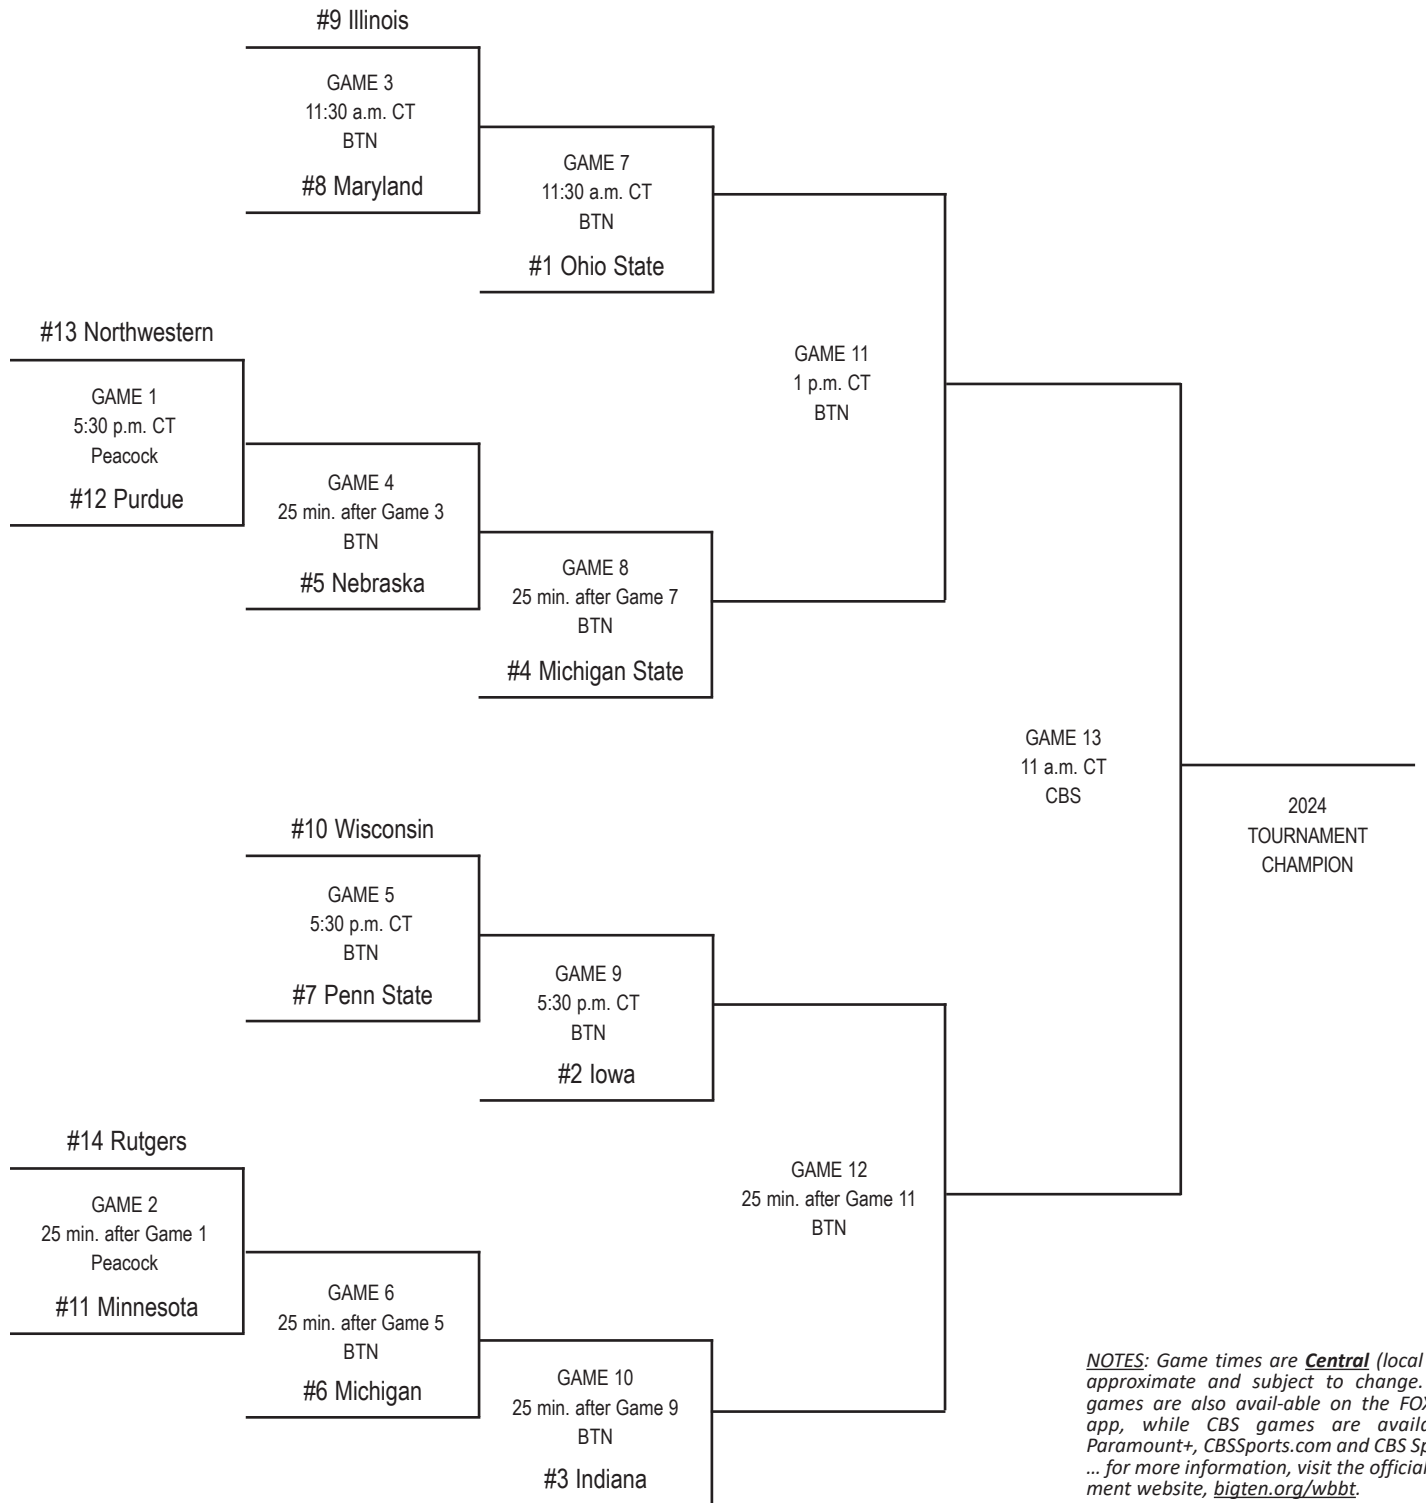 #9 Illinois
GAME 3
11:30 a.m. CT
BTN
#8 Maryland
GAME 7
11:30 a.m. CT
BTN
#1 Ohio State
#13 Northwestern
GAME 1
5:30 p.m. CT
Peacock
#12 Purdue
GAME 4
25 min. after Game 3
BTN
#5 Nebraska
GAME 8
25 min. after Game 7
BTN
#4 Michigan State
GAME 11
1 p.m. CT
BTN
GAME 13
11 a.m. CT
CBS
2024
TOURNAMENT
CHAMPION
#10 Wisconsin
GAME 5
5:30 p.m. CT
BTN
#7 Penn State
GAME 9
5:30 p.m. CT
BTN
#2 Iowa
#14 Rutgers
GAME 2
25 min. after Game 1
Peacock
#11 Minnesota
GAME 6
25 min. after Game 5
BTN
#6 Michigan
GAME 10
25 min. after Game 9
BTN
#3 Indiana
GAME 12
25 min. after Game 11
BTN
NOTES: Game times are Central (local
approximate and subject to change.
games are also avail-able on the FOX
app, while CBS games are
Paramount+, CBSSports.com and CBS
... for more information, visit the official
ment website, bigten.org/wbbt.